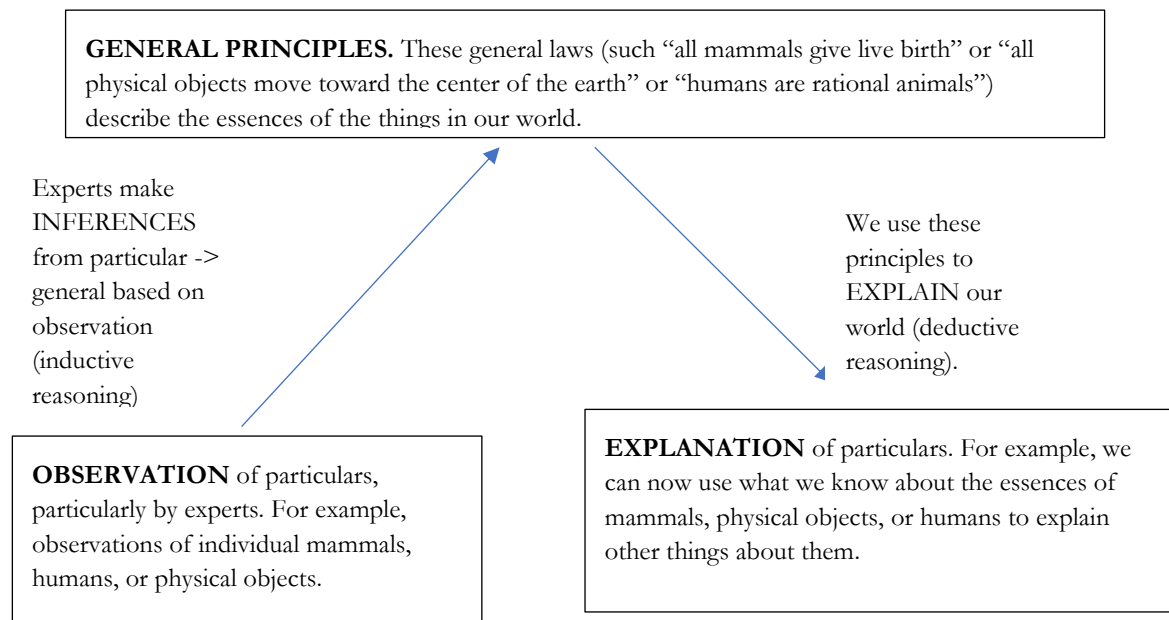 GENERAL PRINCIPLES. These general laws (such “all mammals give live birth” or “all
physical objects move toward the center of the earth” or “humans are rational animals”)
describe the essences of the things in our world.
Experts make
INFERENCES
from particular ->
general based on
observation
(inductive
reasoning)
We use these
principles to
EXPLAIN our
world (deductive
reasoning).
OBSERVATION of particulars,
particularly by experts. For example,
observations of individual mammals,
humans, or physical objects.
EXPLANATION of particulars. For example, we
can now use what we know about the essences of
mammals, physical objects, or humans to explain
other things about them.